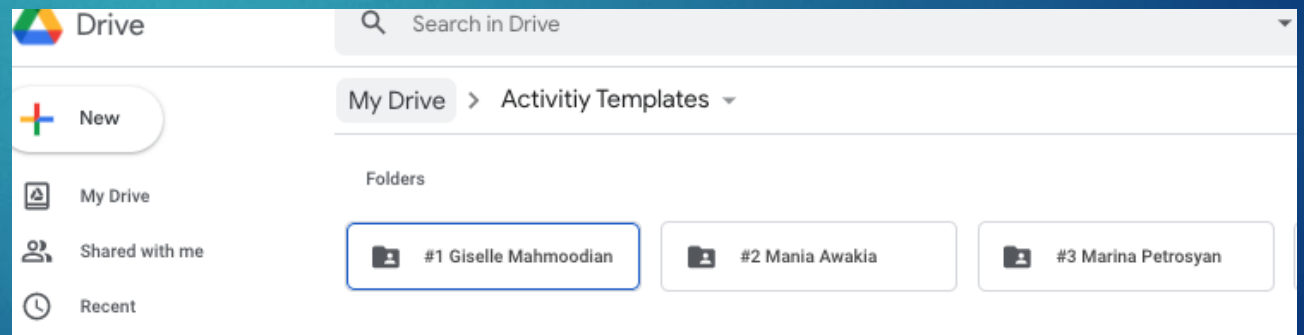 Drive
Search in Drive
New
My Drive > Activitiy Templates
My Drive
Shared with me
Recent
Folders
#1 Giselle Mahmoodian
#2 Mania Awakia
#3 Marina Petrosyan